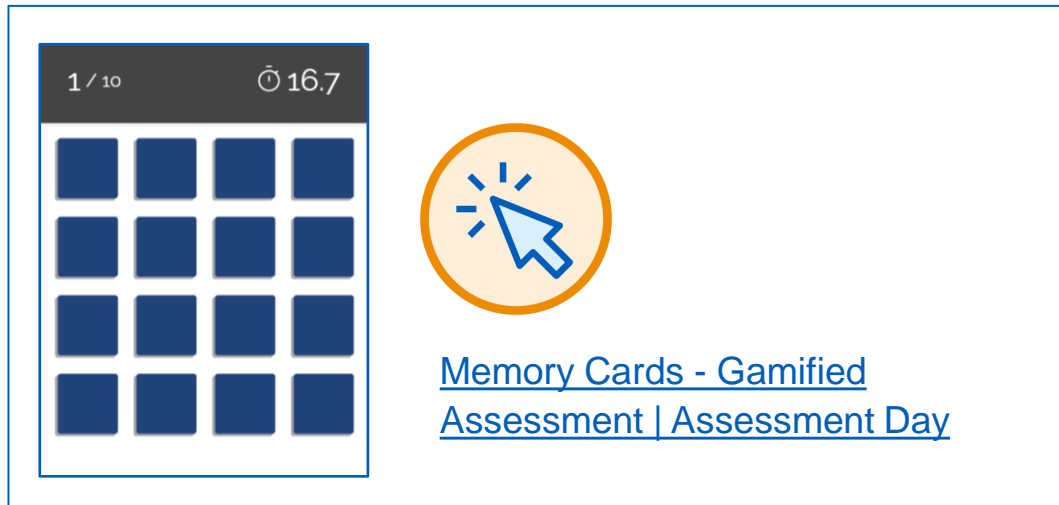 1 / 10
16.7
Memory Cards - Gamified
Assessment | Assessment Day